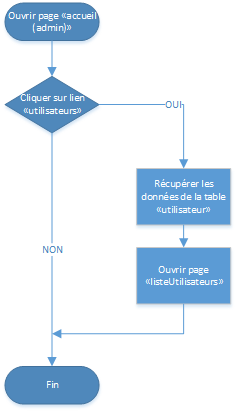 Ouvrir page «accueil
(admin)»
Cliquer sur lien
«utilisateurs»
OUI
Récupérer les
données de la table
«utilisateur»
NON
Ouvrir page
«listeUtilisateurs»
Fin